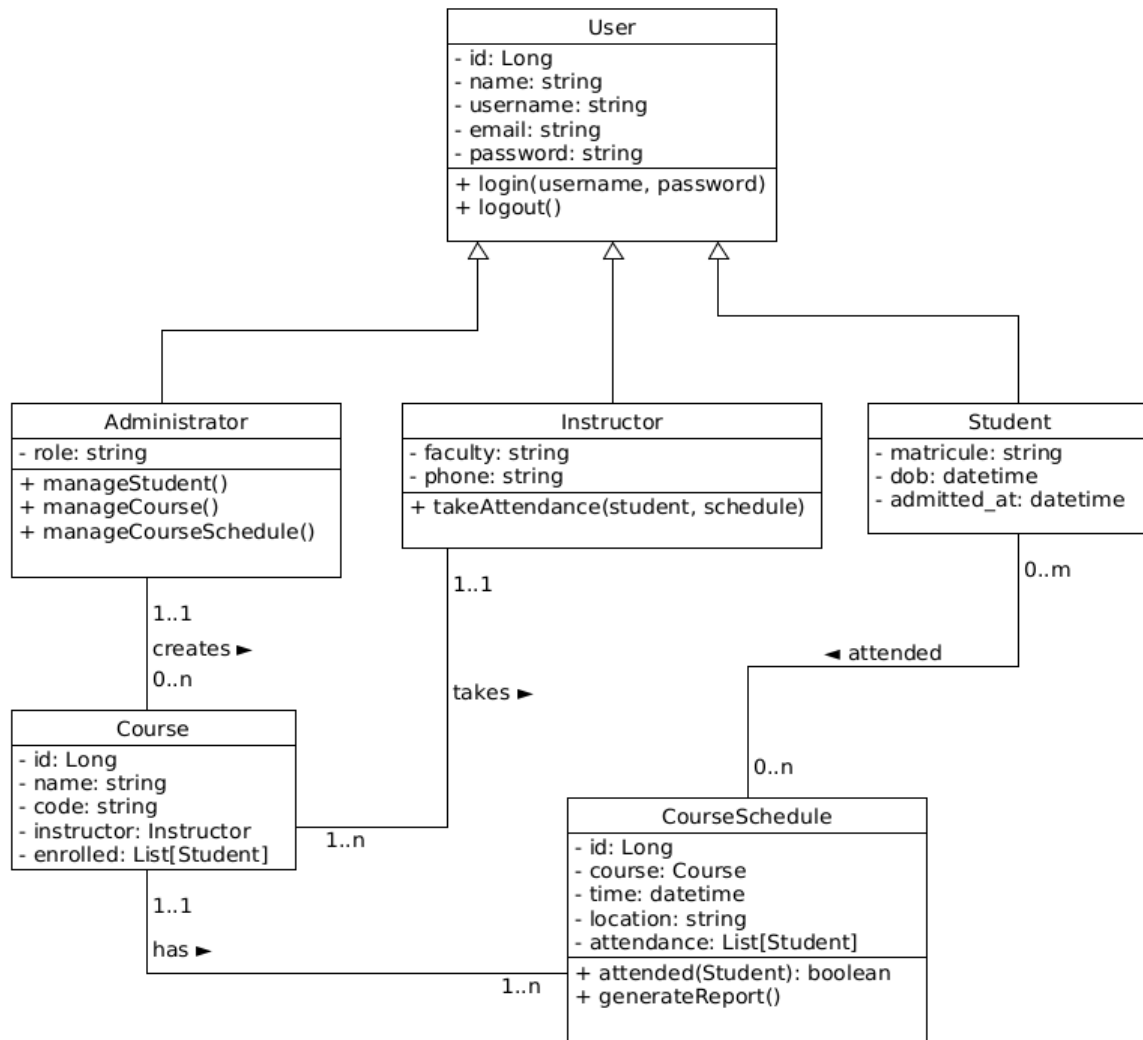 User
- id: Long
- name: string
- username: string
- email: string
- password: string
+ login(username, password)
+ logout()
Administrator
- role: string
+ manageStudent()
+ manageCourse()
+ manageCourseSchedule()
Instructor
- faculty: string
- phone: string
+ takeAttendance(student, schedule)
Student
- matricule: string
- dob: datetime
- admitted_at: datetime
1..1
creates ►
0..n
1..1
takes ►
1..n
0..m
◄ attended
0..n
Course
- id: Long
- name: string
- code: string
- instructor: Instructor
- enrolled: List[Student]
1..1
has ►
1..n
CourseSchedule
- id: Long
- course: Course
- time: datetime
- location: string
- attendance: List[Student]
+ attended(Student): boolean
+ generateReport()